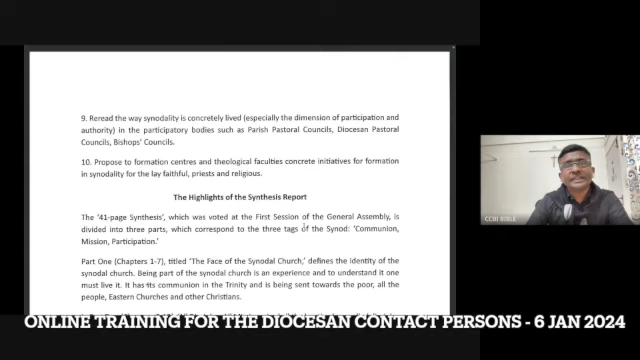 9. Reread the way synodality is concretely lived (especially the dimension of participation and
authority) in the participatory bodies such as Parish Pastoral Councils, Diocesan Pastoral
Councils, Bishops' Councils.
10. Propose to formation centres and theological faculties concrete initiatives for formation
in synodality for the lay faithful, priests and religious.
The Highlights of the Synthesis Report
The '41-page Synthesis', which was voted at the First Session of the General Assembly, is
divided into three parts, which correspond to the three tags of the Synod: 'Communion,
Mission, Participation.'
Part One (Chapters 1-7), titled 'The Face of the Synodal Church,' defines the identity of the
synodal church. Being part of the synodal church is an experience and to understand it one
must live it. It has its communion in the Trinity and is being sent towards the poor, all the
people, Eastern Churches and other Christians.
CCBI BIBLE
ONLINE TRAINING FOR THE DIOCESAN CONTACT PERSONS - 6 JAN 2024